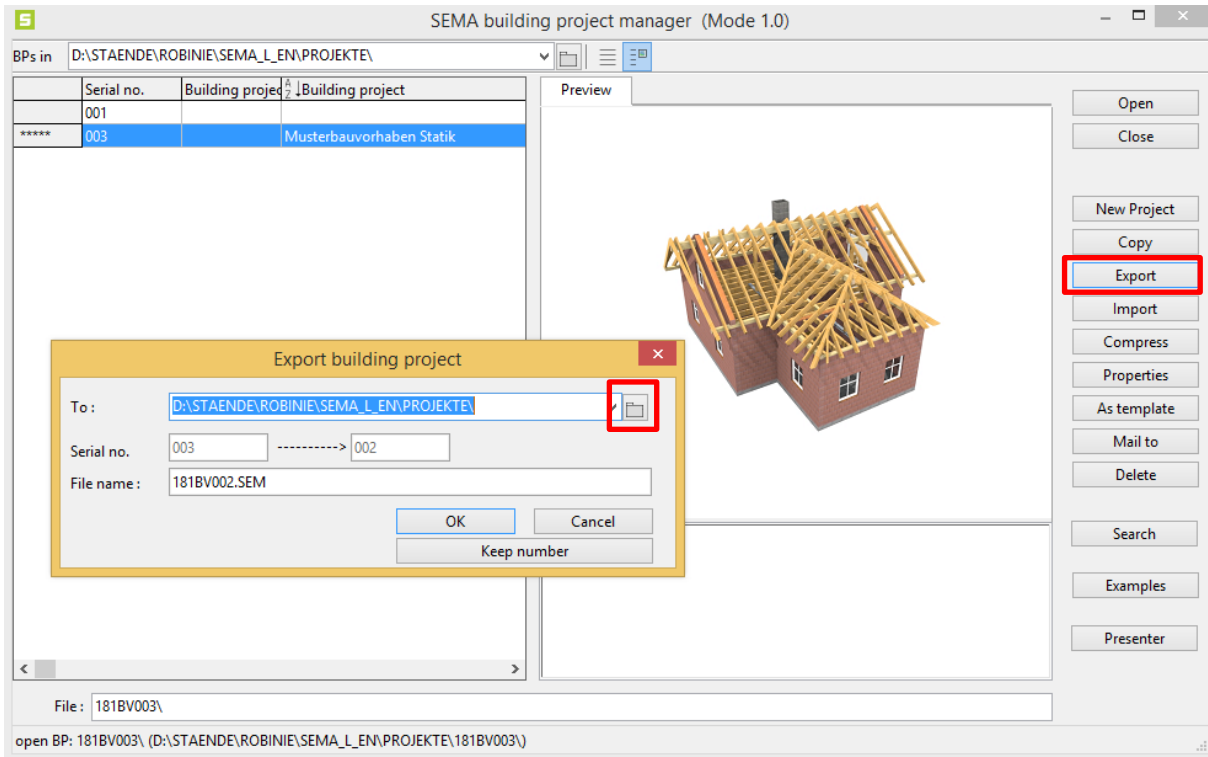 S
SEMA building project manager (Mode 1.0)
BPs in D:\STAENDE\ROBINIE\SEMA_L_EN\PROJEKTE\
Serial no. Building projec A Z ↓Building project
001
***** 003 Musterbauvorhaben Statik
Preview
Open
Close
New Project
Copy
Export
Import
Compress
Properties
As template
Mail to
Delete
Search
Examples
Presenter
Export building project
To : D:\STAENDE\ROBINIE\SEMA_L_EN\PROJEKTE\
Serial no. 003 ----------> 002
File name : 181BV002.SEM
OK Cancel
Keep number
File : 181BV003\
open BP: 181BV003\ (D:\STAENDE\ROBINIE\SEMA_L_EN\PROJEKTE\181BV003\)